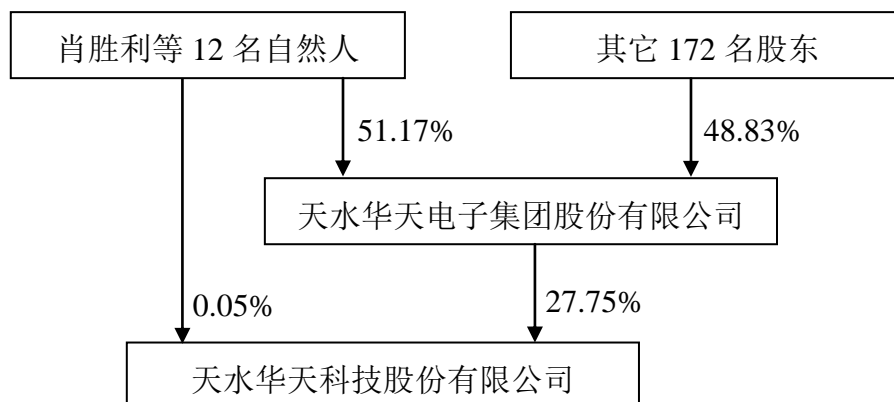 肖胜利等 12 名自然人
其它 172 名股东
51.17%
48.83%
天水华天电子集团股份有限公司
0.05%
27.75%
天水华天科技股份有限公司